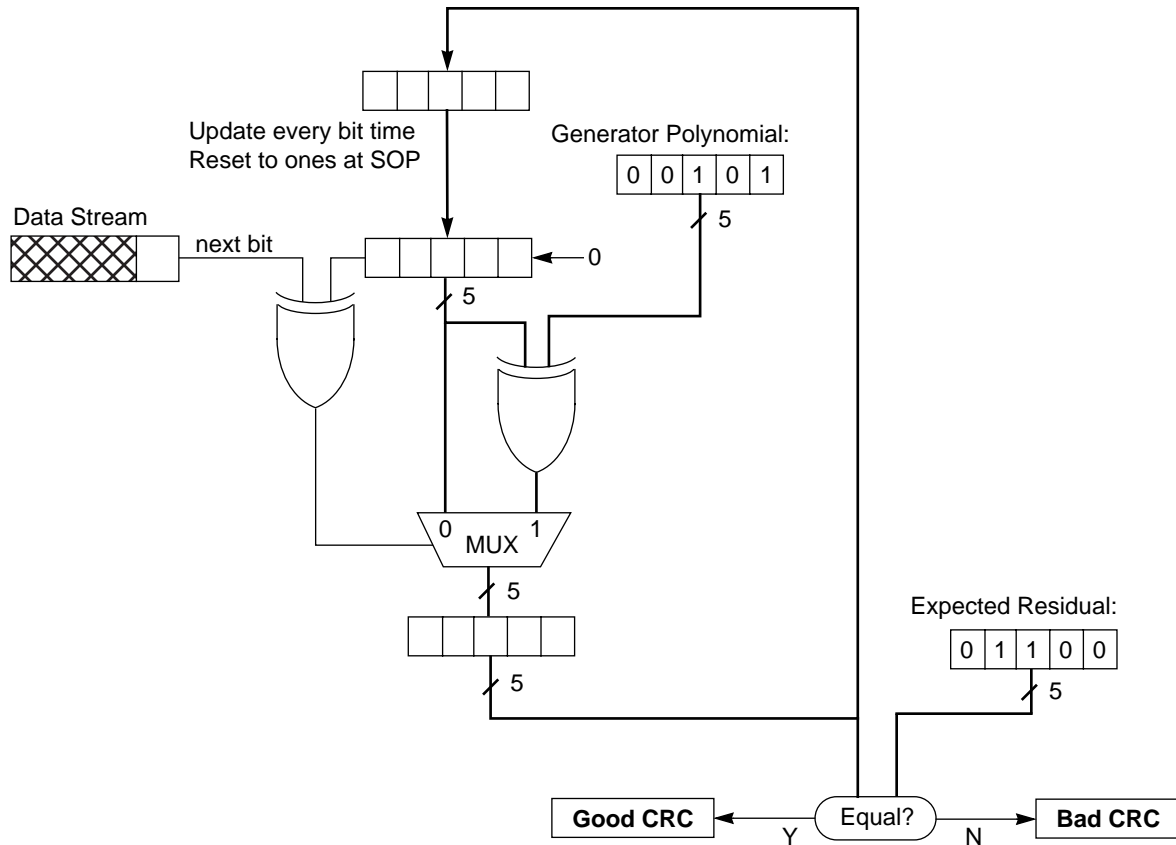 Update every bit time
Reset to ones at SOP
Generator Polynomial:
0 0 1 0 1
5
Data Stream
next bit
0
5
0 1
MUX
5
Expected Residual:
0 1 1 0 0
5
5
Good CRC
Y
Equal?
N
Bad CRC